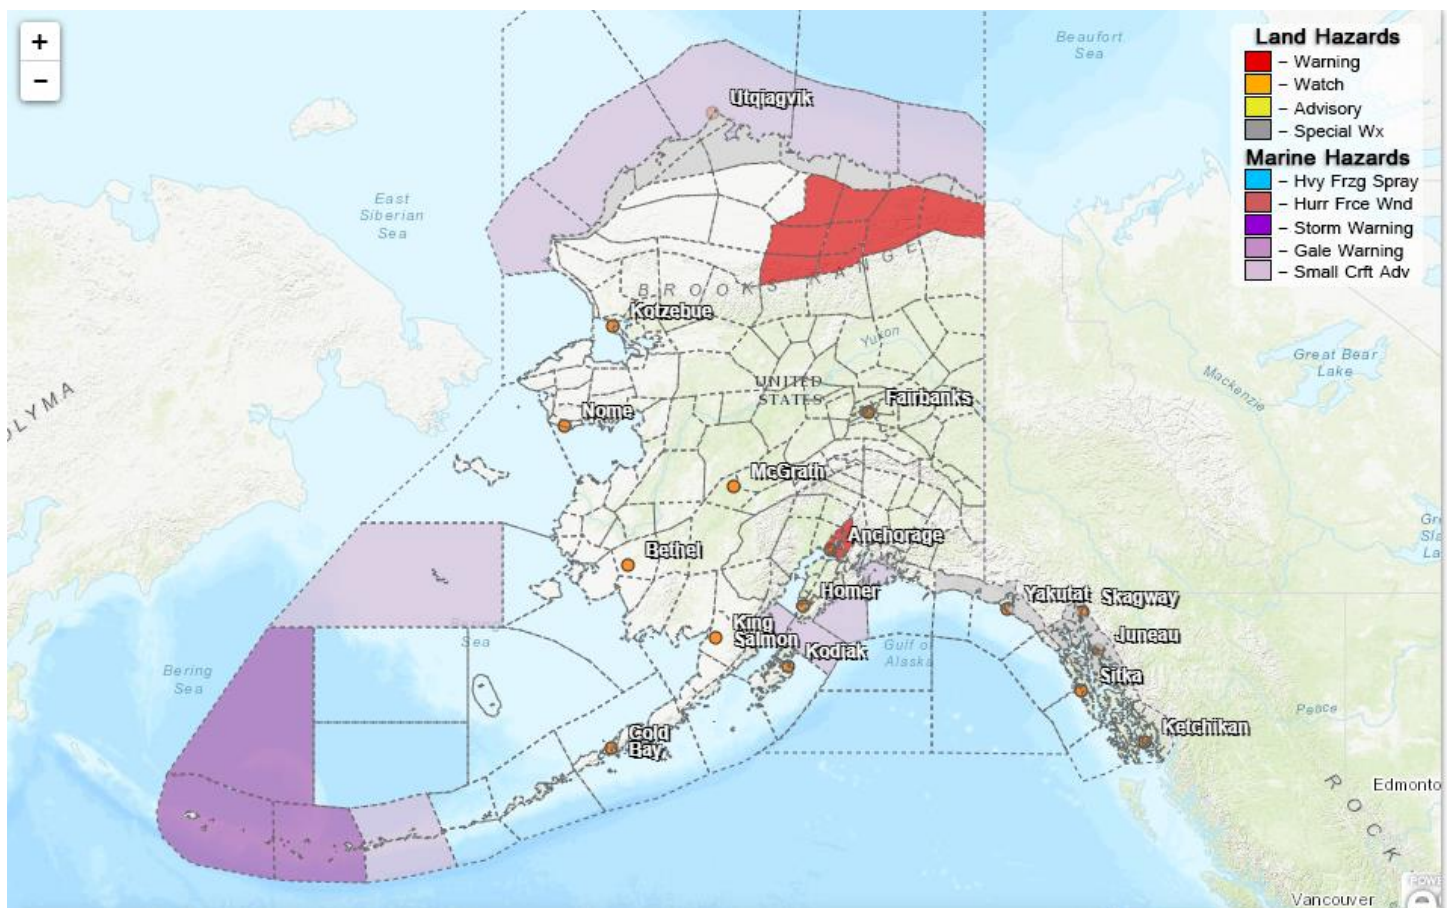 +
−
Beaufort
Sea
Land Hazards
– Warning
– Watch
– Advisory
– Special Wx
Marine Hazards
– Hvy Frzg Spray
– Hurr Frce Wnd
– Storm Warning
– Gale Warning
– Small Crft Adv
Utqiagvik
East
Siberian
Sea
BROOKS RANGE
Kotzebue
Yukon
Great Bear
Lake
Mackenzie
UNITED
STATES
OLYMA
Nome
Fairbanks
McGrath
Anchorage
Bethel
Homer
Yakutat
Skagway
King
Salmon
Kodiak
Juneau
Gulf of
Alaska
Sea
Bering
Sea
Sitka
Peace
Cold
Bay
Ketchikan
Edmonto
ROCK
Vancouver